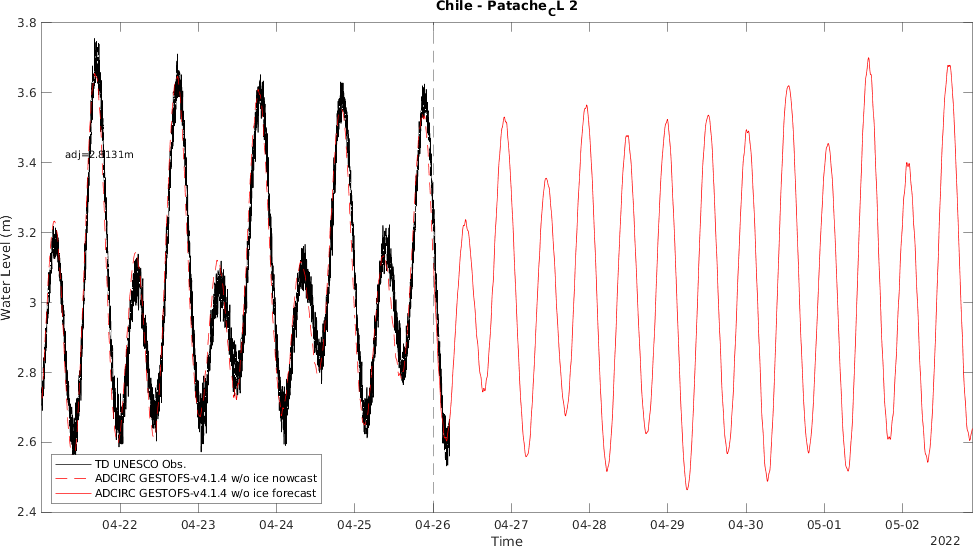 Chile - Patache_CL 2
3.8
3.6
3.4
3.2
3
2.8
2.6
2.4
Water Level (m)
adj=2.8131m
TD UNESCO Obs.
ADCIRC GESTOFS-v4.1.4 w/o ice nowcast
ADCIRC GESTOFS-v4.1.4 w/o ice forecast
04-22 04-23 04-24 04-25 04-26 04-27 04-28 04-29 04-30 05-01 05-02
Time
2022